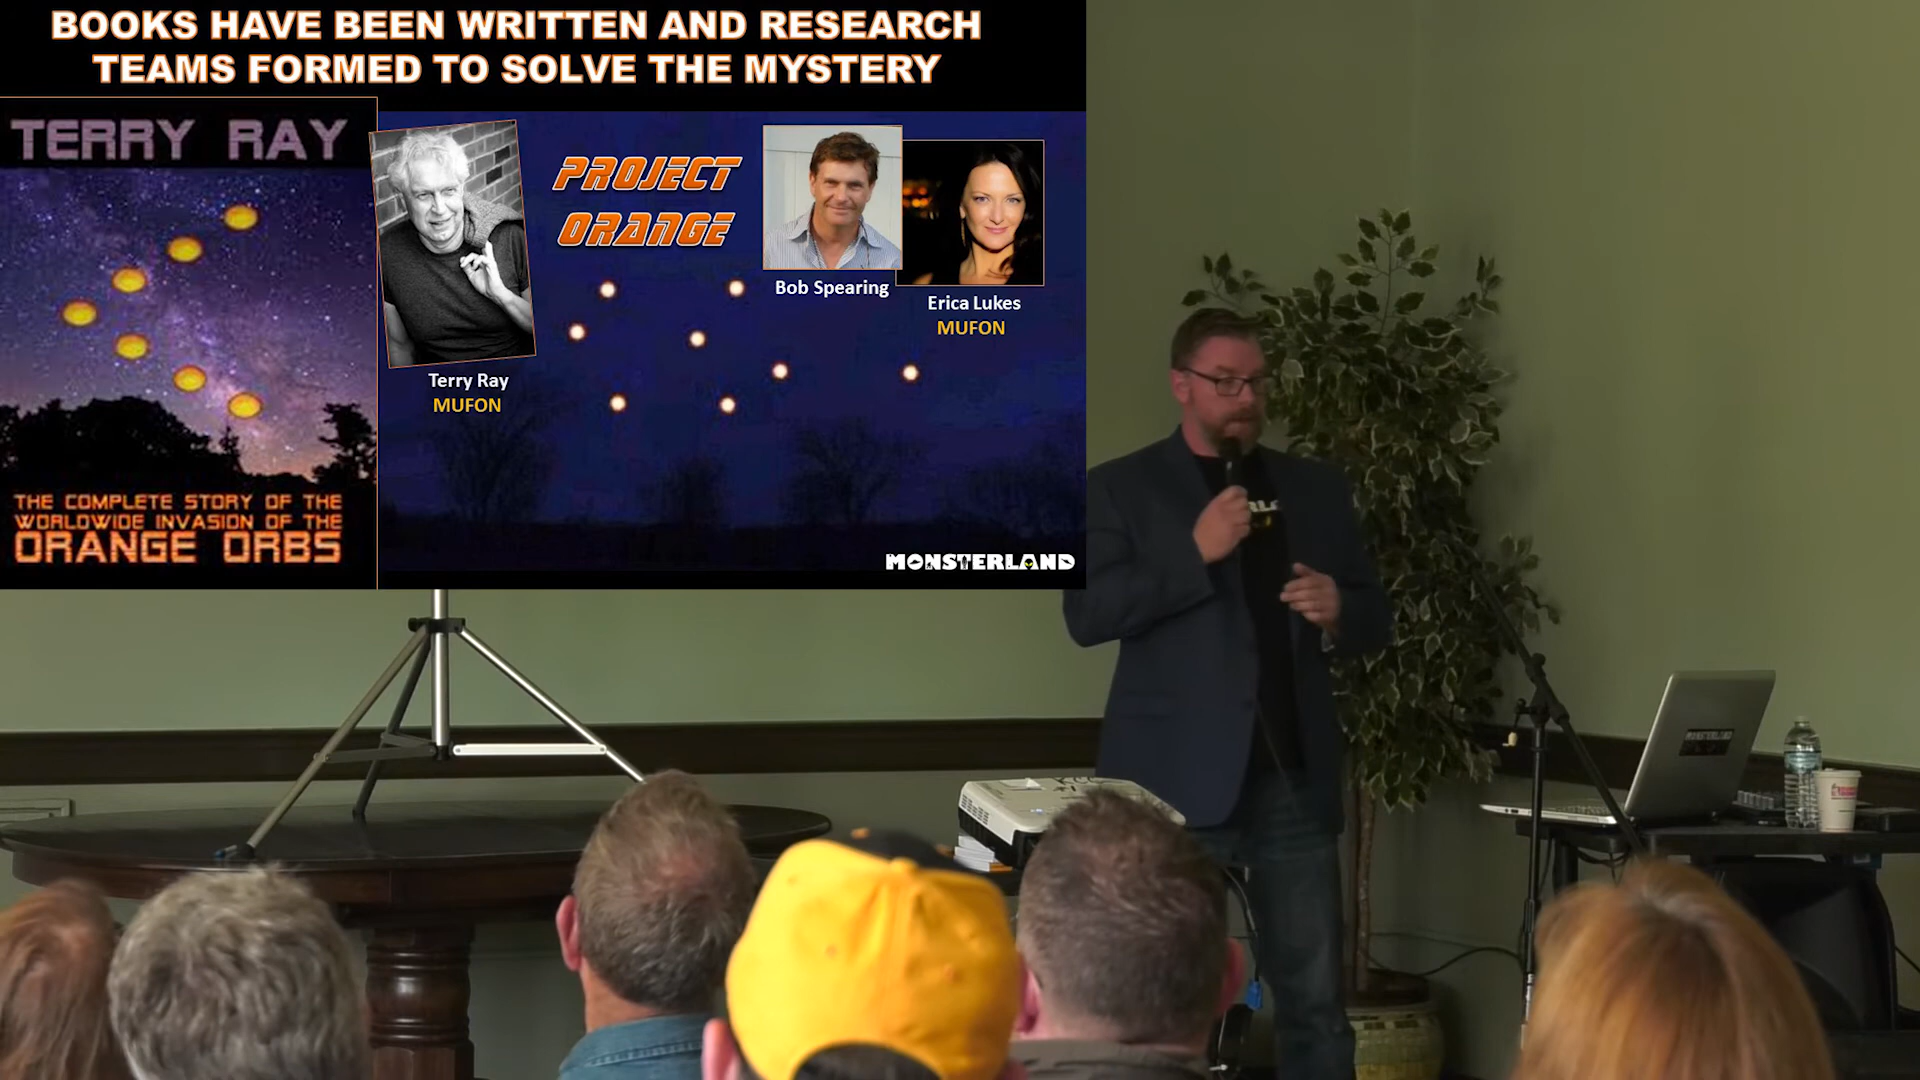 BOOKS HAVE BEEN WRITTEN AND RESEARCH
TEAMS FORMED TO SOLVE THE MYSTERY
TERRY RAY
THE COMPLETE STORY OF THE
WORLDWIDE INVASION OF THE
ORANGE ORBS
PROJECT
ORANGE
Terry Ray
MUFON
Bob Spearing
Erica Lukes
MUFON
MONSTERLAND
MONSTERLAND